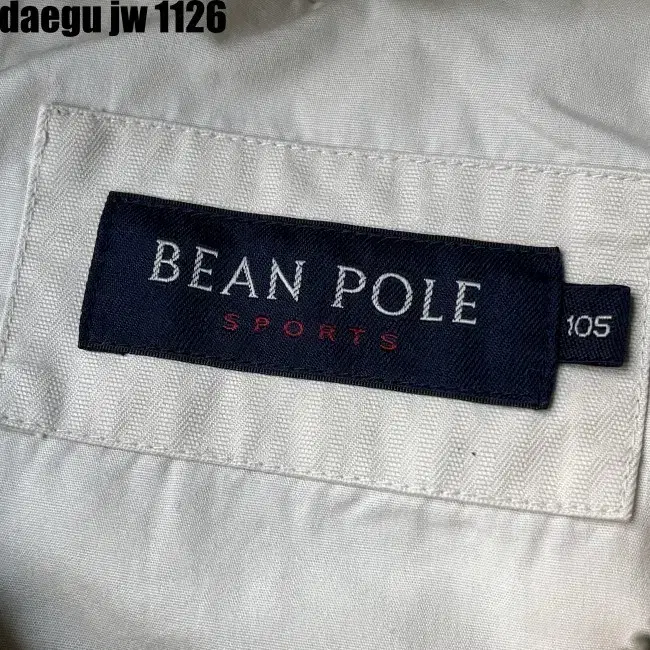 daegu jw 1126
BEAN POLE
SPORTS
105